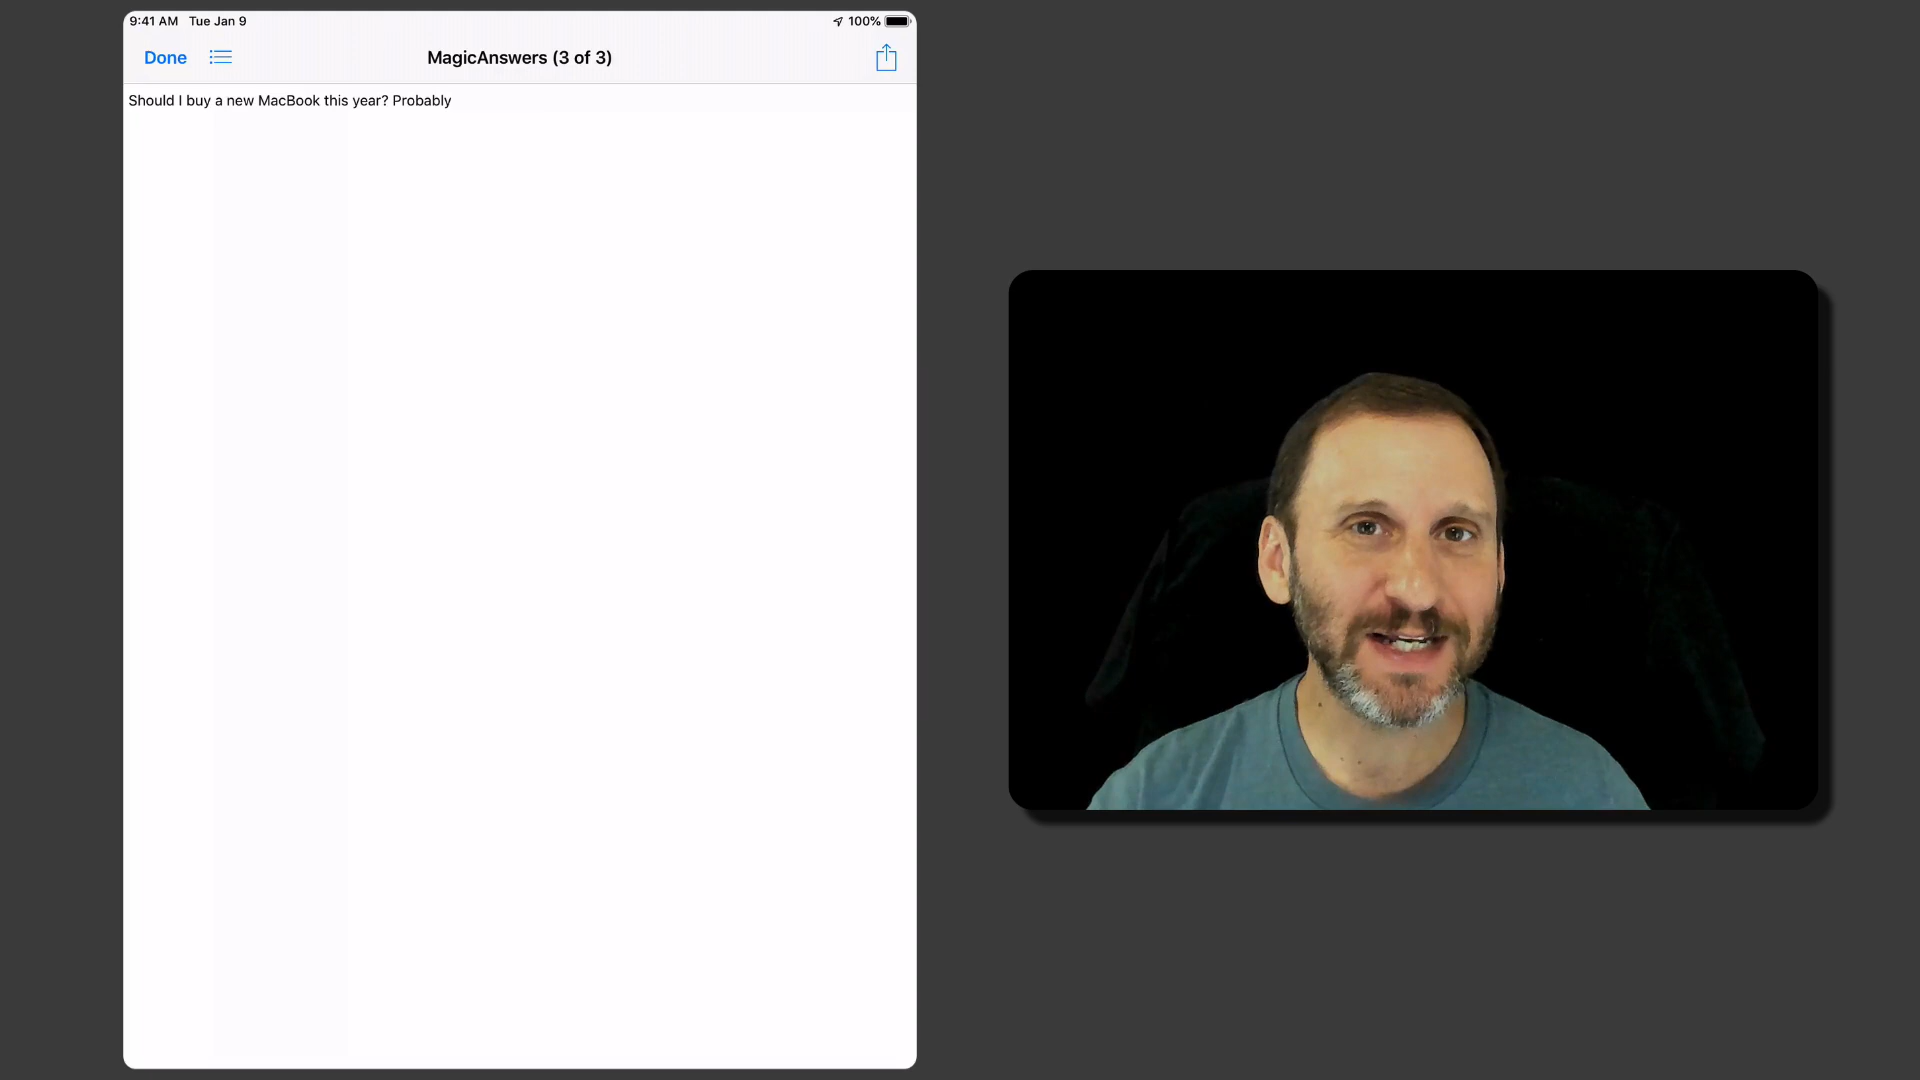 9:41 AM Tue Jan 9
100%
Done
MagicAnswers (3 of 3)
Should I buy a new MacBook this year? Probably